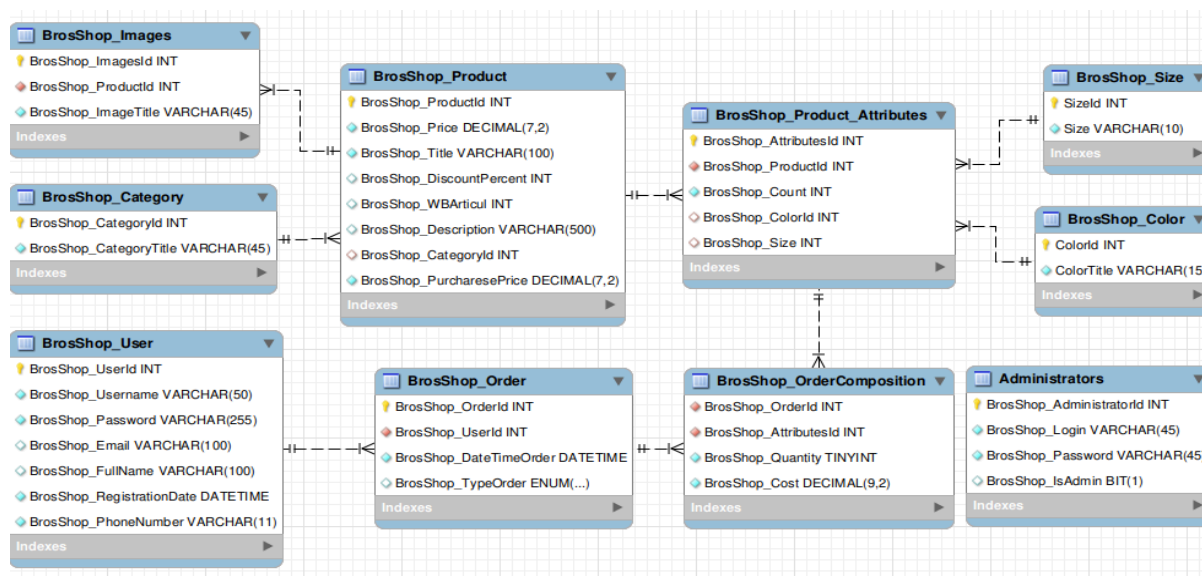 BrosShop_Images
BrosShop_ImagesId INT
BrosShop_ProductId INT
BrosShop_ImageTitle VARCHAR(45)
Indexes
BrosShop_Category
BrosShop_CategoryId INT
BrosShop_CategoryTitle VARCHAR(45)
Indexes
BrosShop_User
BrosShop_UserId INT
BrosShop_Username VARCHAR(50)
BrosShop_Password VARCHAR(255)
BrosShop_Email VARCHAR(100)
BrosShop_FullName VARCHAR(100)
BrosShop_RegistrationDate DATETIME
BrosShop_PhoneNumber VARCHAR(11)
Indexes
BrosShop_Product
BrosShop_ProductId INT
BrosShop_Price DECIMAL(7,2)
BrosShop_Title VARCHAR(100)
BrosShop_DiscountPercent INT
BrosShop_WBArticul INT
BrosShop_Description VARCHAR(500)
BrosShop_CategoryId INT
BrosShop_PurcharesePrice DECIMAL(7,2)
Indexes
BrosShop_Order
BrosShop_OrderId INT
BrosShop_UserId INT
BrosShop_DateTimeOrder DATETIME
BrosShop_TypeOrder ENUM(...)
Indexes
BrosShop_Product_Attributes
BrosShop_AttributesId INT
BrosShop_ProductId INT
BrosShop_Count INT
BrosShop_ColorId INT
BrosShop_Size INT
Indexes
BrosShop_OrderComposition
BrosShop_OrderId INT
BrosShop_AttributesId INT
BrosShop_Quantity TINYINT
BrosShop_Cost DECIMAL(9,2)
Indexes
BrosShop_Size
SizeId INT
Size VARCHAR(10)
Indexes
BrosShop_Color
ColorId INT
ColorTitle VARCHAR(15
Indexes
Administrators
BrosShop_AdministratorId INT
BrosShop_Login VARCHAR(45)
BrosShop_Password VARCHAR(45
BrosShop_IsAdmin BIT(1)
Indexes